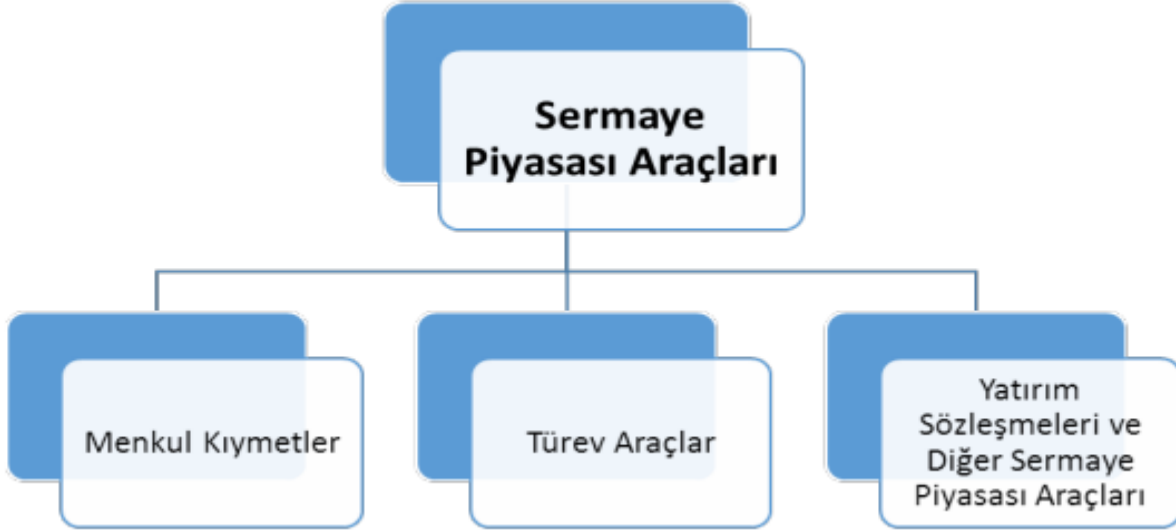 Sermaye
Piyasası Araçları
Menkul Kıymetler
Türev Araçlar
Yatırım
Sözleşmeleri ve
Diğer Sermaye
Piyasası Araçları